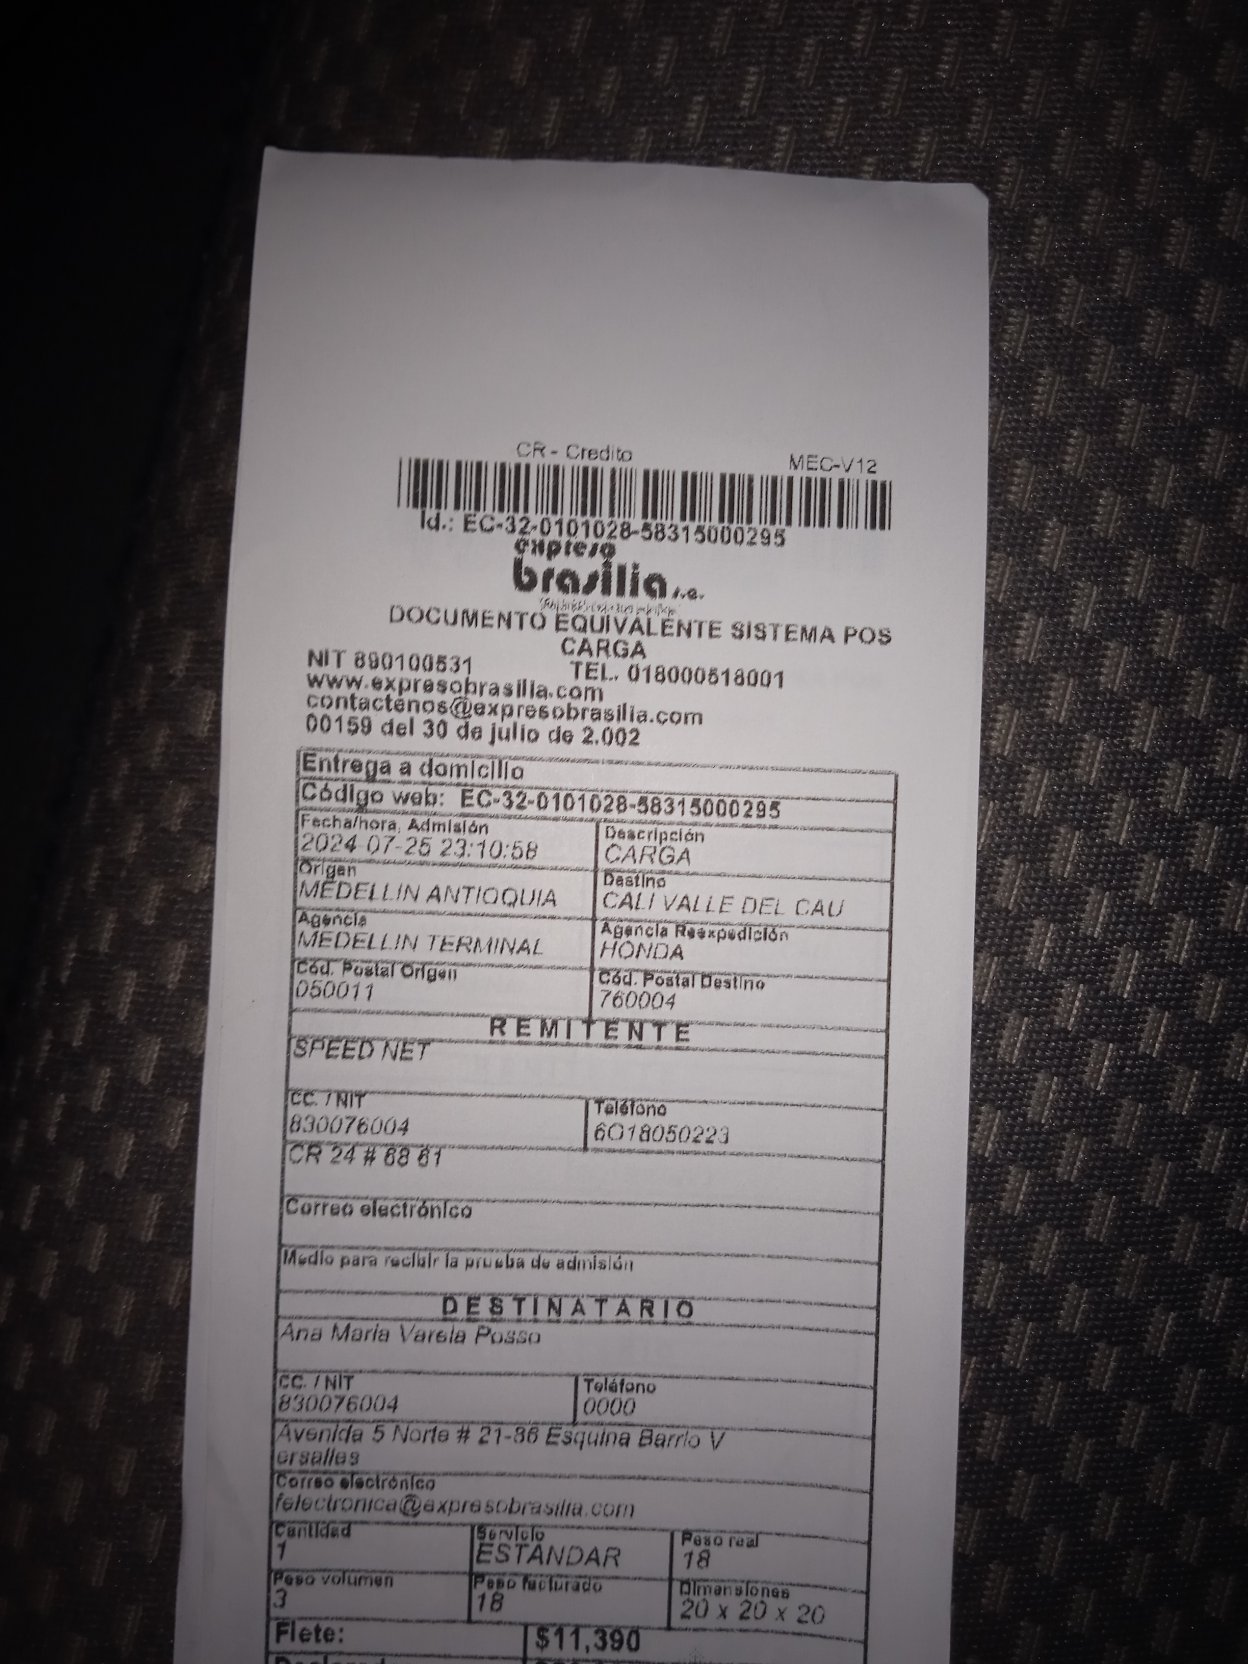 CR - Credito MEC-V12
Id.: EC-32-0101028-58315000295
expreso
brasilia s.a.
DOCUMENTO EQUIVALENTE SISTEMA POS
CARGA
NIT 890100531 TEL. 018000518001
www.expresobrasilia.com
contactenos@expresobrasilia.com
00159 del 30 de julio de 2.002
Entrega a domicilio
Código web: EC-32-0101028-58315000295
Fecha/hora, Admisión Descripción
2024-07-25 23:10:58 CARGA
Origen Destino
MEDELLIN ANTIOQUIA CALI VALLE DEL CAU
Agencia Agencia Reexpedición
MEDELLIN TERMINAL HONDA
Cód. Postal Origen Cód. Postal Destino
050011 760004
REMITENTE
SPEED NET
CC. / NIT Teléfono
830076004 6018050223
CR 24 # 68 61
Correo electrónico
Medio para recibir la prueba de admisión
DESTINATARIO
Ana Maria Varela Posso
CC. / NIT Teléfono
830076004 0000
Avenida 5 Norte # 21-86 Esquina Barrio V
ersalles
Correo electrónico
felectronica@expresobrasilia.com
Cantidad Servicio Peso real
1 ESTANDAR 18
Peso volumen Peso facturado Dimensiones
3 18 20 x 20 x 20
Flete: $11,390